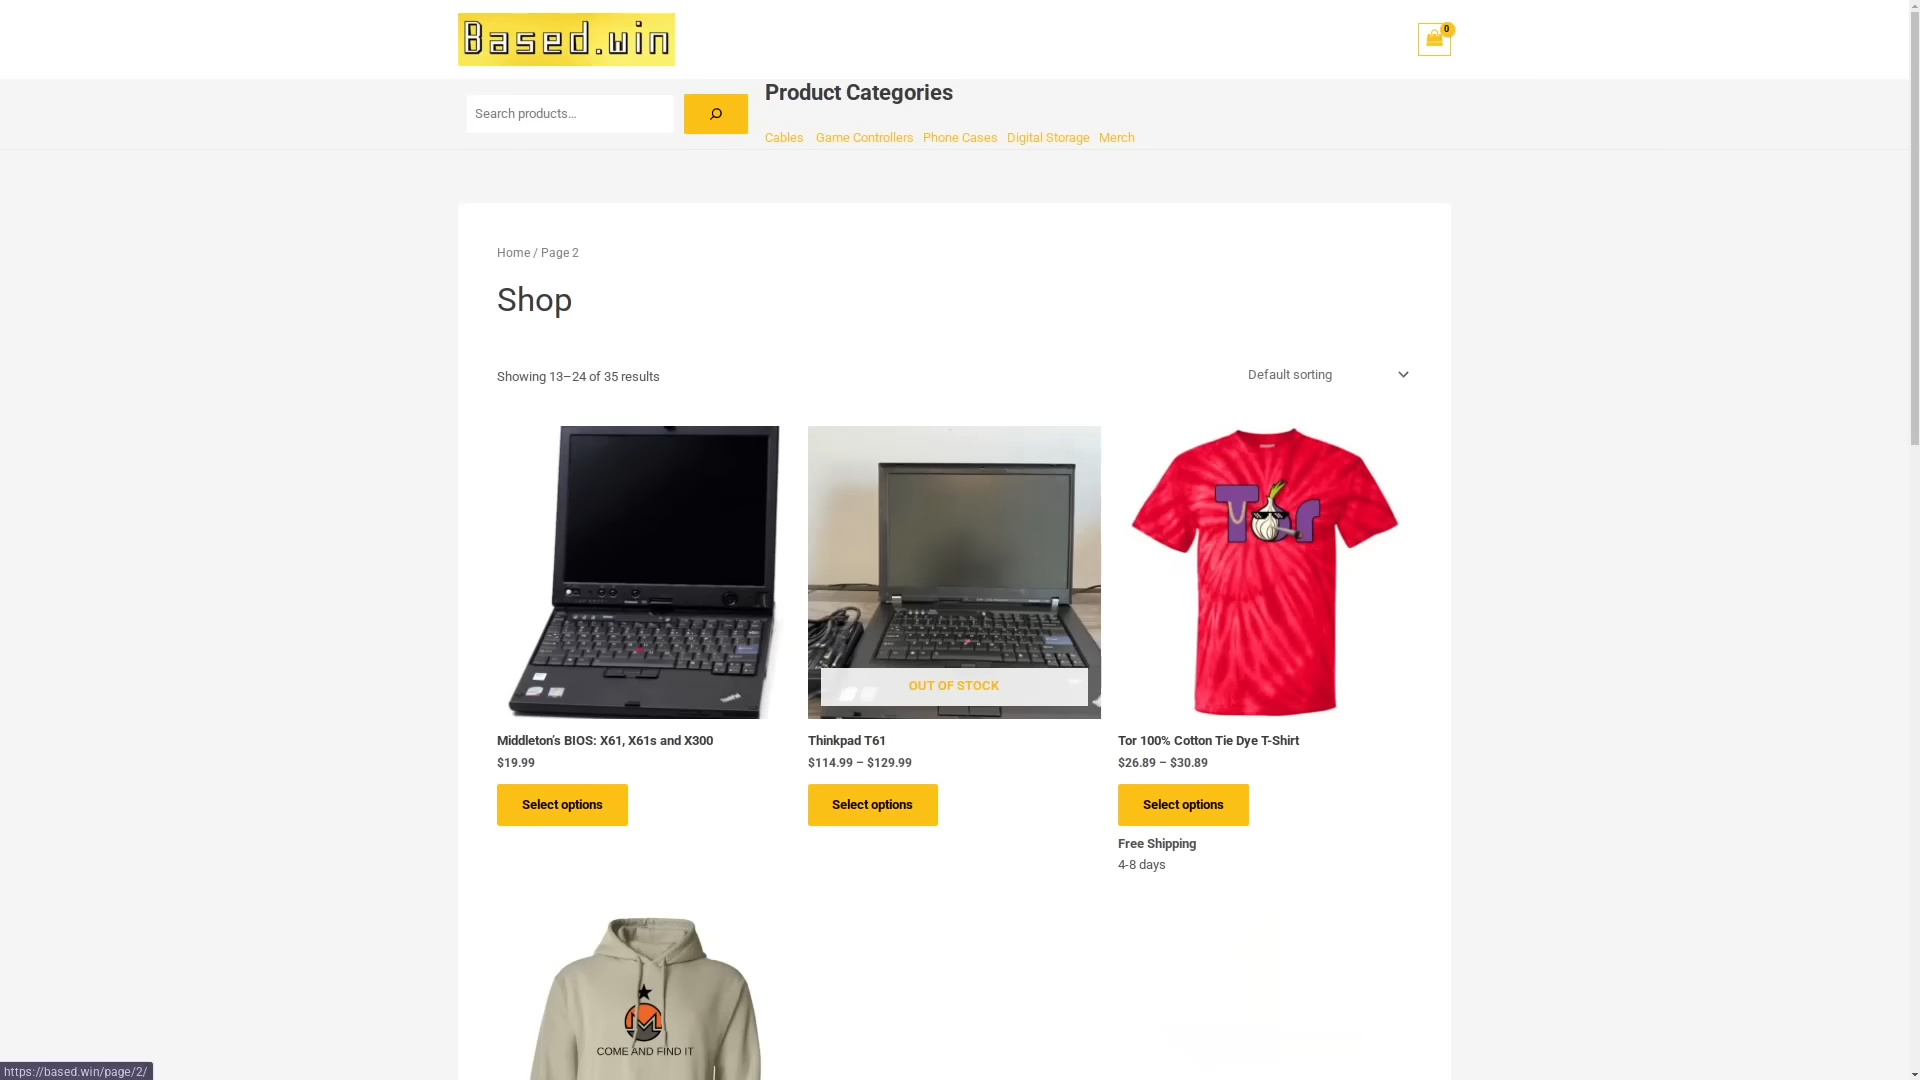 Based.win
0
Search products…
Product Categories
Cables Game Controllers Phone Cases Digital Storage Merch
Home / Page 2
Shop
Showing 13–24 of 35 results
Default sorting
Tor
OUT OF STOCK
ThinkPad
Middleton’s BIOS: X61, X61s and X300
$19.99
Select options
Thinkpad T61
$114.99 – $129.99
Select options
Tor 100% Cotton Tie Dye T-Shirt
$26.89 – $30.89
Select options
Free Shipping
4-8 days
COME AND FIND IT
https://based.win/page/2/